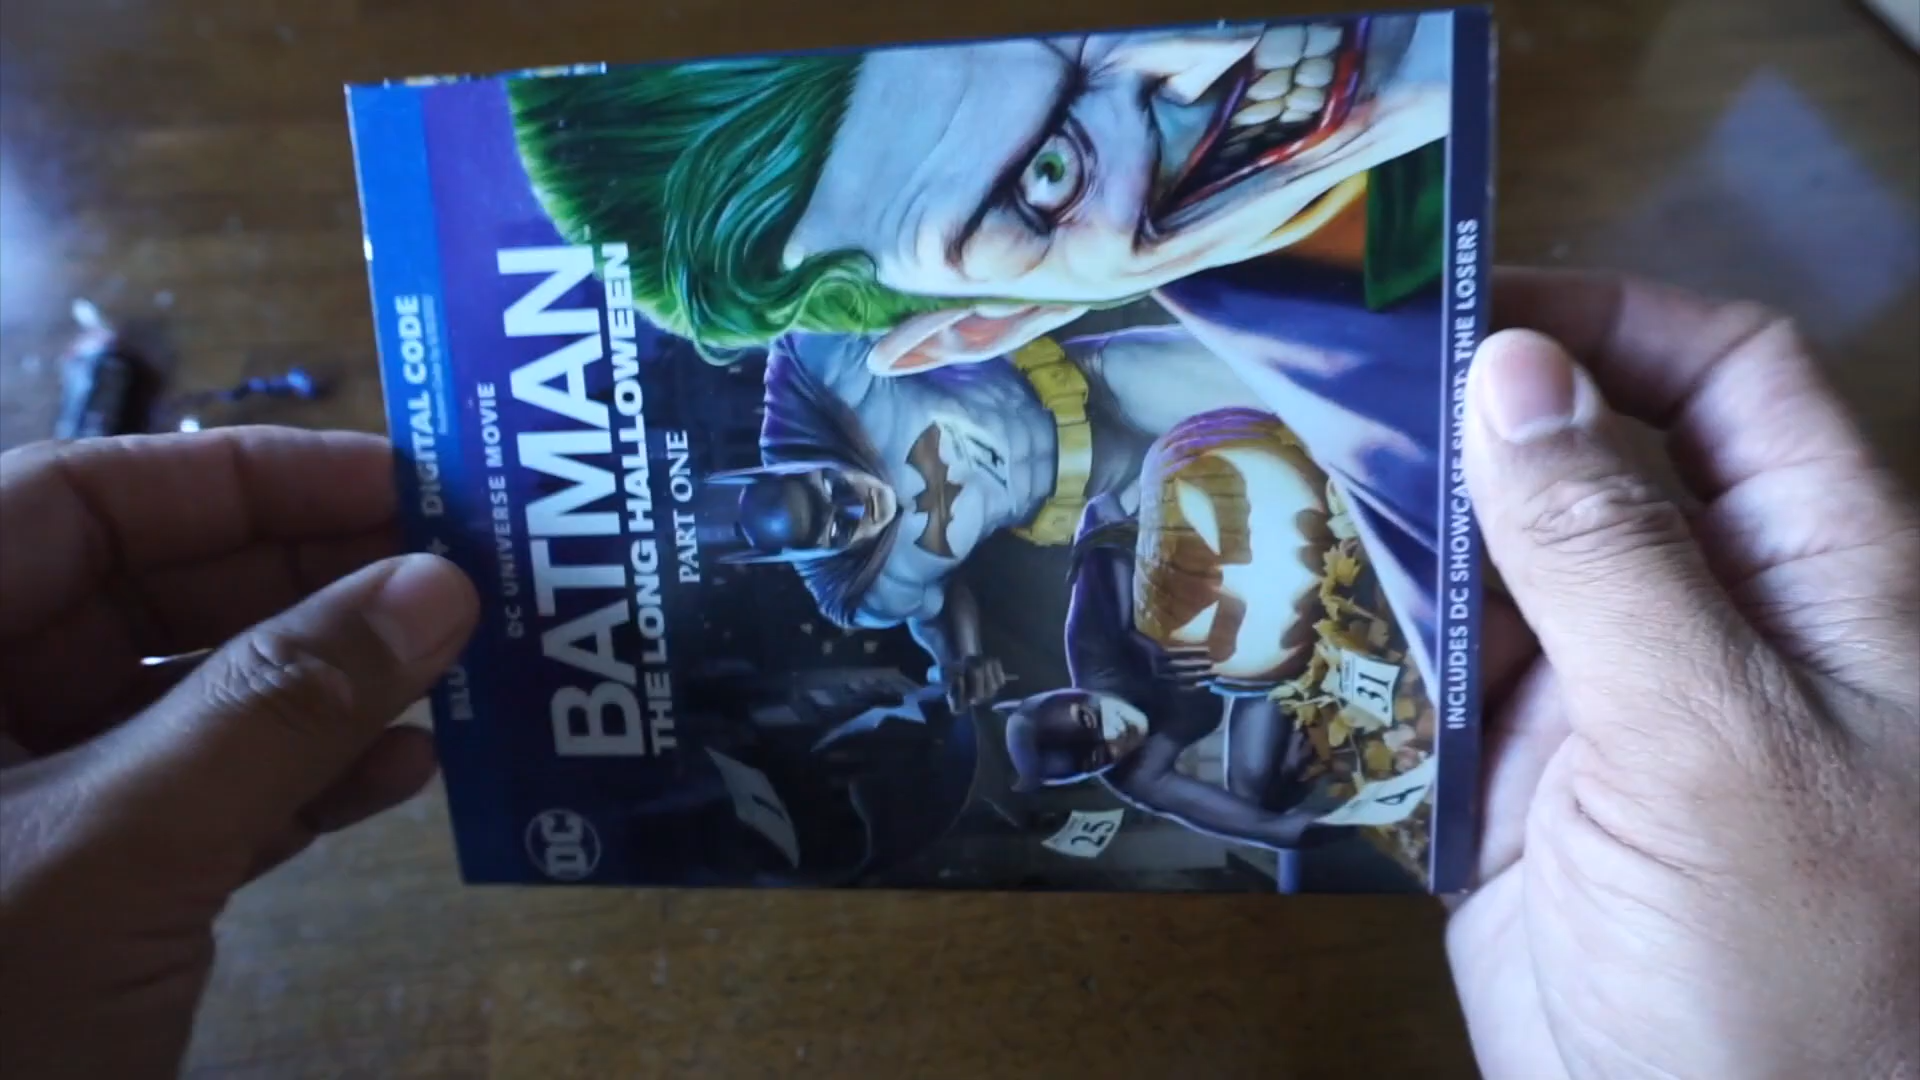 + DIGITAL CODE
DC UNIVERSE MOVIE
BATMAN
THE LONG HALLOWEEN
PART ONE
31
25
4
DC
INCLUDES DC SHOWCASE SHORT: THE LOSERS